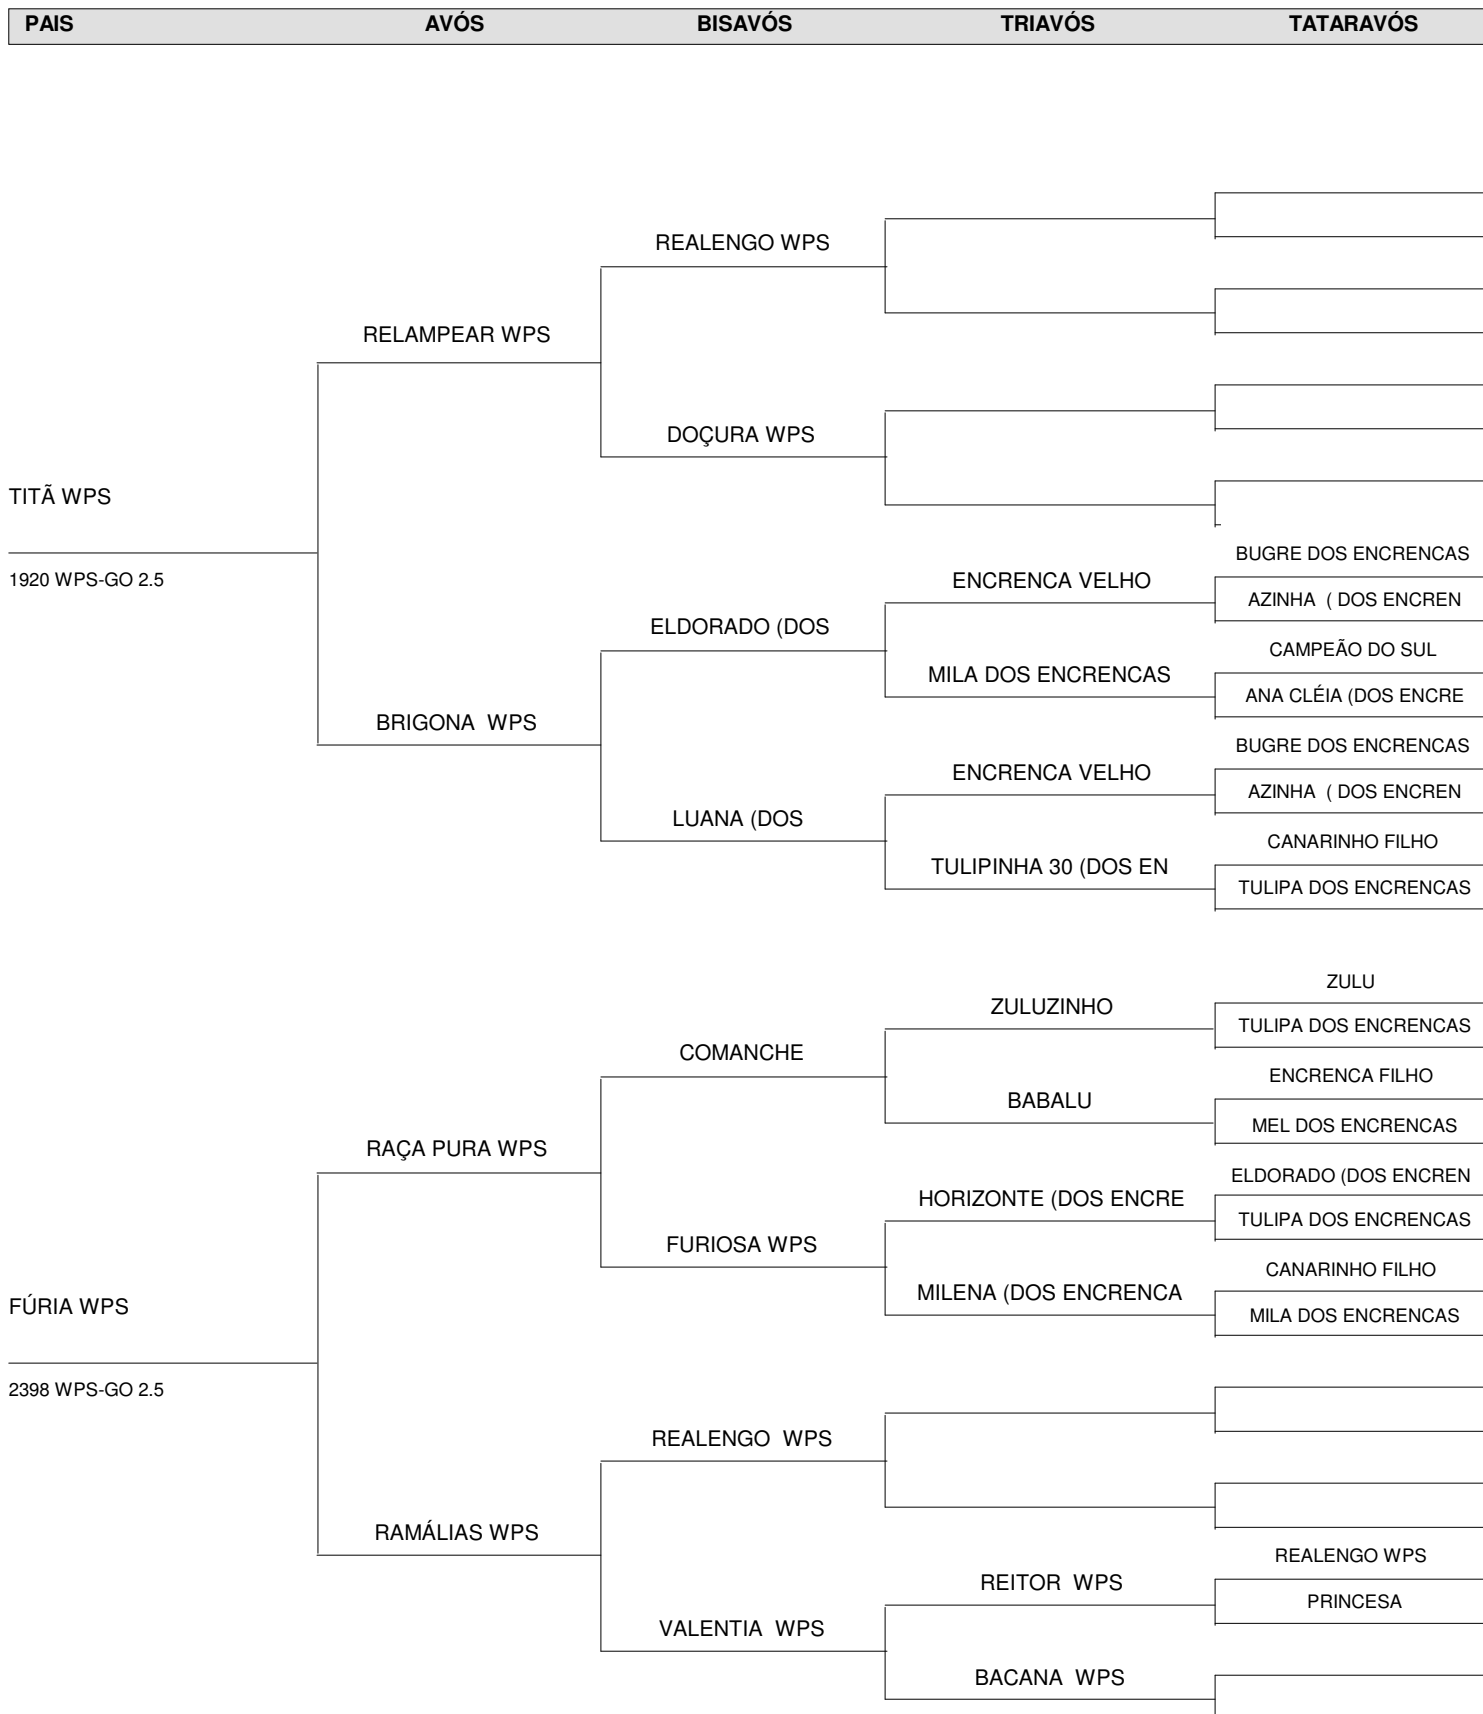 PAIS AVÓS BISAVÓS TRIAVÓS TATARAVÓS
REALENGO WPS
RELAMPEAR WPS
DOÇURA WPS
TITÃ WPS
1920 WPS-GO 2.5
BUGRE DOS ENCRENCAS
ENCRENCA VELHO
AZINHA ( DOS ENCREN
ELDORADO (DOS
CAMPEÃO DO SUL
MILA DOS ENCRENCAS
ANA CLÉIA (DOS ENCRE
BRIGONA WPS
BUGRE DOS ENCRENCAS
ENCRENCA VELHO
AZINHA ( DOS ENCREN
LUANA (DOS
CANARINHO FILHO
TULIPINHA 30 (DOS EN
TULIPA DOS ENCRENCAS
ZULU
ZULUZINHO
TULIPA DOS ENCRENCAS
COMANCHE
ENCRENCA FILHO
BABALU
MEL DOS ENCRENCAS
RAÇA PURA WPS
ELDORADO (DOS ENCREN
HORIZONTE (DOS ENCRE
TULIPA DOS ENCRENCAS
FURIOSA WPS
CANARINHO FILHO
MILENA (DOS ENCRENCA
MILA DOS ENCRENCAS
FÚRIA WPS
2398 WPS-GO 2.5
REALENGO WPS
RAMÁLIAS WPS
REALENGO WPS
REITOR WPS
PRINCESA
VALENTIA WPS
BACANA WPS